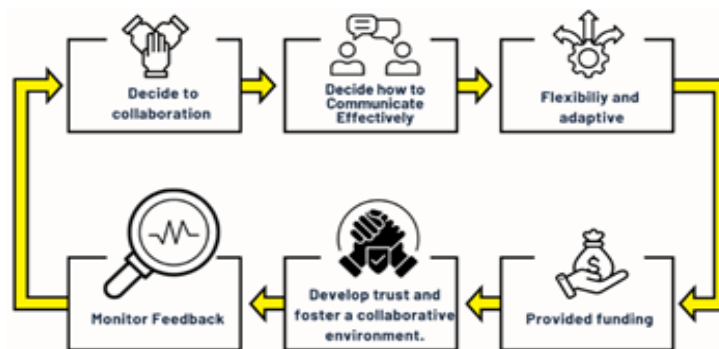 Decide to
collaboration
Decide how to
Communicate
Effectively
Flexibiliy and
adaptive
Monitor Feedback
Develop trust and
foster a collaborative
environment.
Provided funding
$